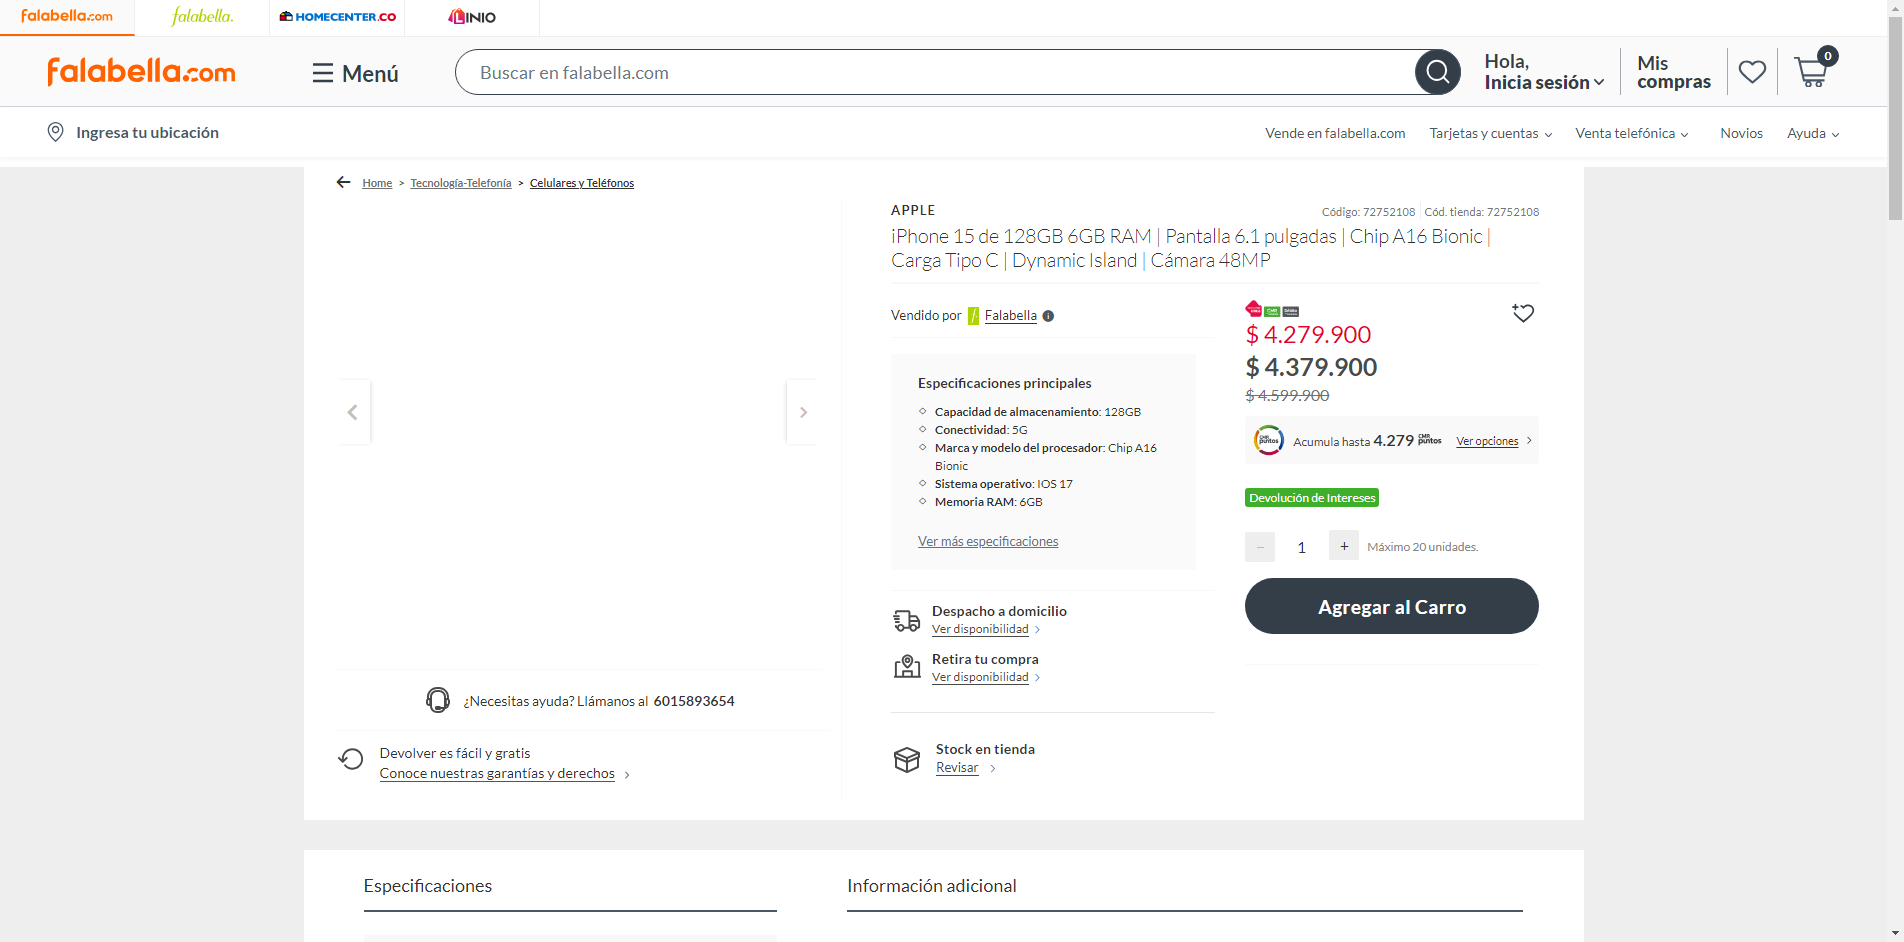 falabella.com
falabella.
HOMECENTER.CO
LINIO
falabella.com
Menú
Buscar en falabella.com
Hola,
Inicia sesión
Mis
compras
0
Ingresa tu ubicación
Vende en falabella.com
Tarjetas y cuentas
Venta telefónica
Novios
Ayuda
Home > Tecnología-Telefonía > Celulares y Teléfonos
APPLE
Código: 72752108
Cód. tienda: 72752108
iPhone 15 de 128GB 6GB RAM | Pantalla 6.1 pulgadas | Chip A16 Bionic |
Carga Tipo C | Dynamic Island | Cámara 48MP
Vendido por Falabella
$ 4.279.900
$ 4.379.900
$ 4.599.900
Especificaciones principales
Capacidad de almacenamiento: 128GB
Conectividad: 5G
Marca y modelo del procesador: Chip A16
Bionic
Sistema operativo: IOS 17
Memoria RAM: 6GB
Ver más especificaciones
CMR puntos
Acumula hasta 4.279 CMR puntos
Ver opciones
Devolución de Intereses
– 1 + Máximo 20 unidades.
Agregar al Carro
Despacho a domicilio
Ver disponibilidad
Retira tu compra
Ver disponibilidad
¿Necesitas ayuda? Llámanos al 6015893654
Devolver es fácil y gratis
Conoce nuestras garantías y derechos
Stock en tienda
Revisar
Especificaciones
Información adicional